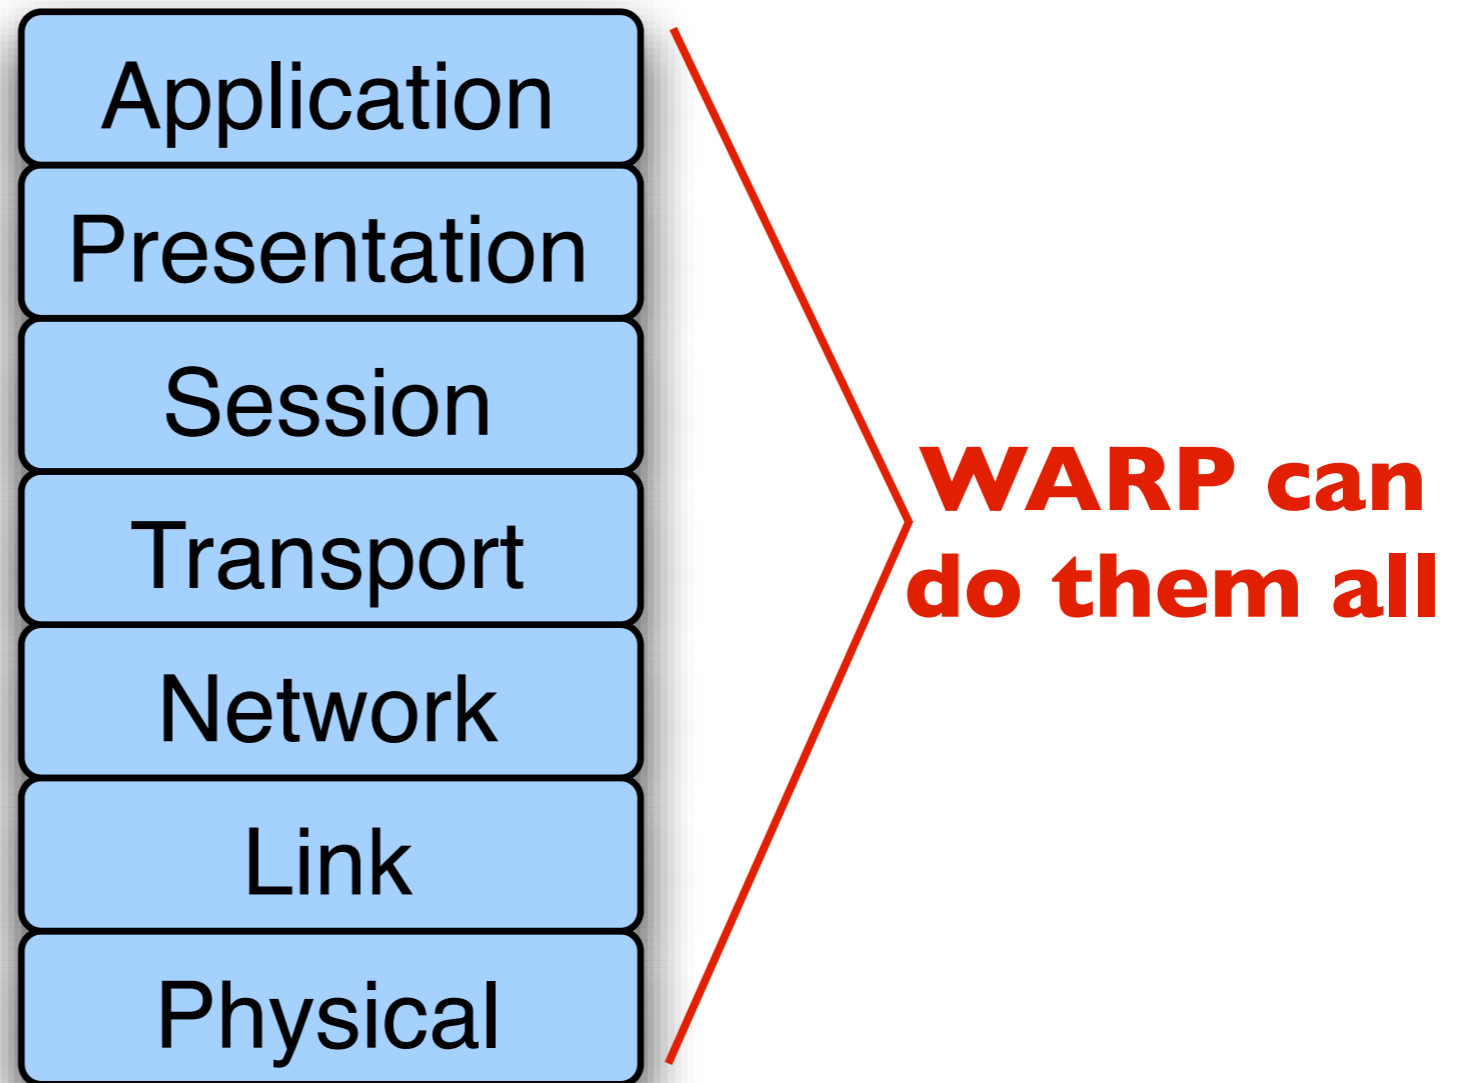 Application
Presentation
Session
Transport
Network
Link
Physical
WARP can
do them all